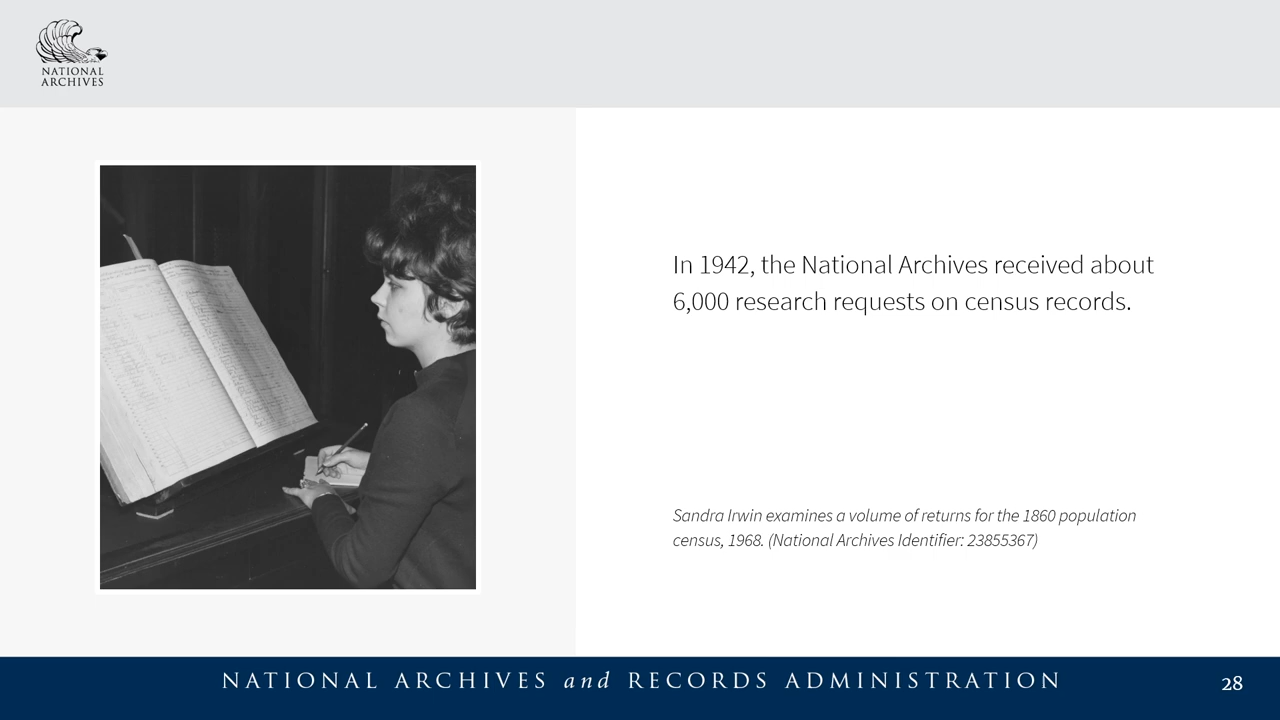 NATIONAL
ARCHIVES
In 1942, the National Archives received about
6,000 research requests on census records.
Sandra Irwin examines a volume of returns for the 1860 population
census, 1968. (National Archives Identifier: 23855367)
NATIONAL ARCHIVES and RECORDS ADMINISTRATION
28